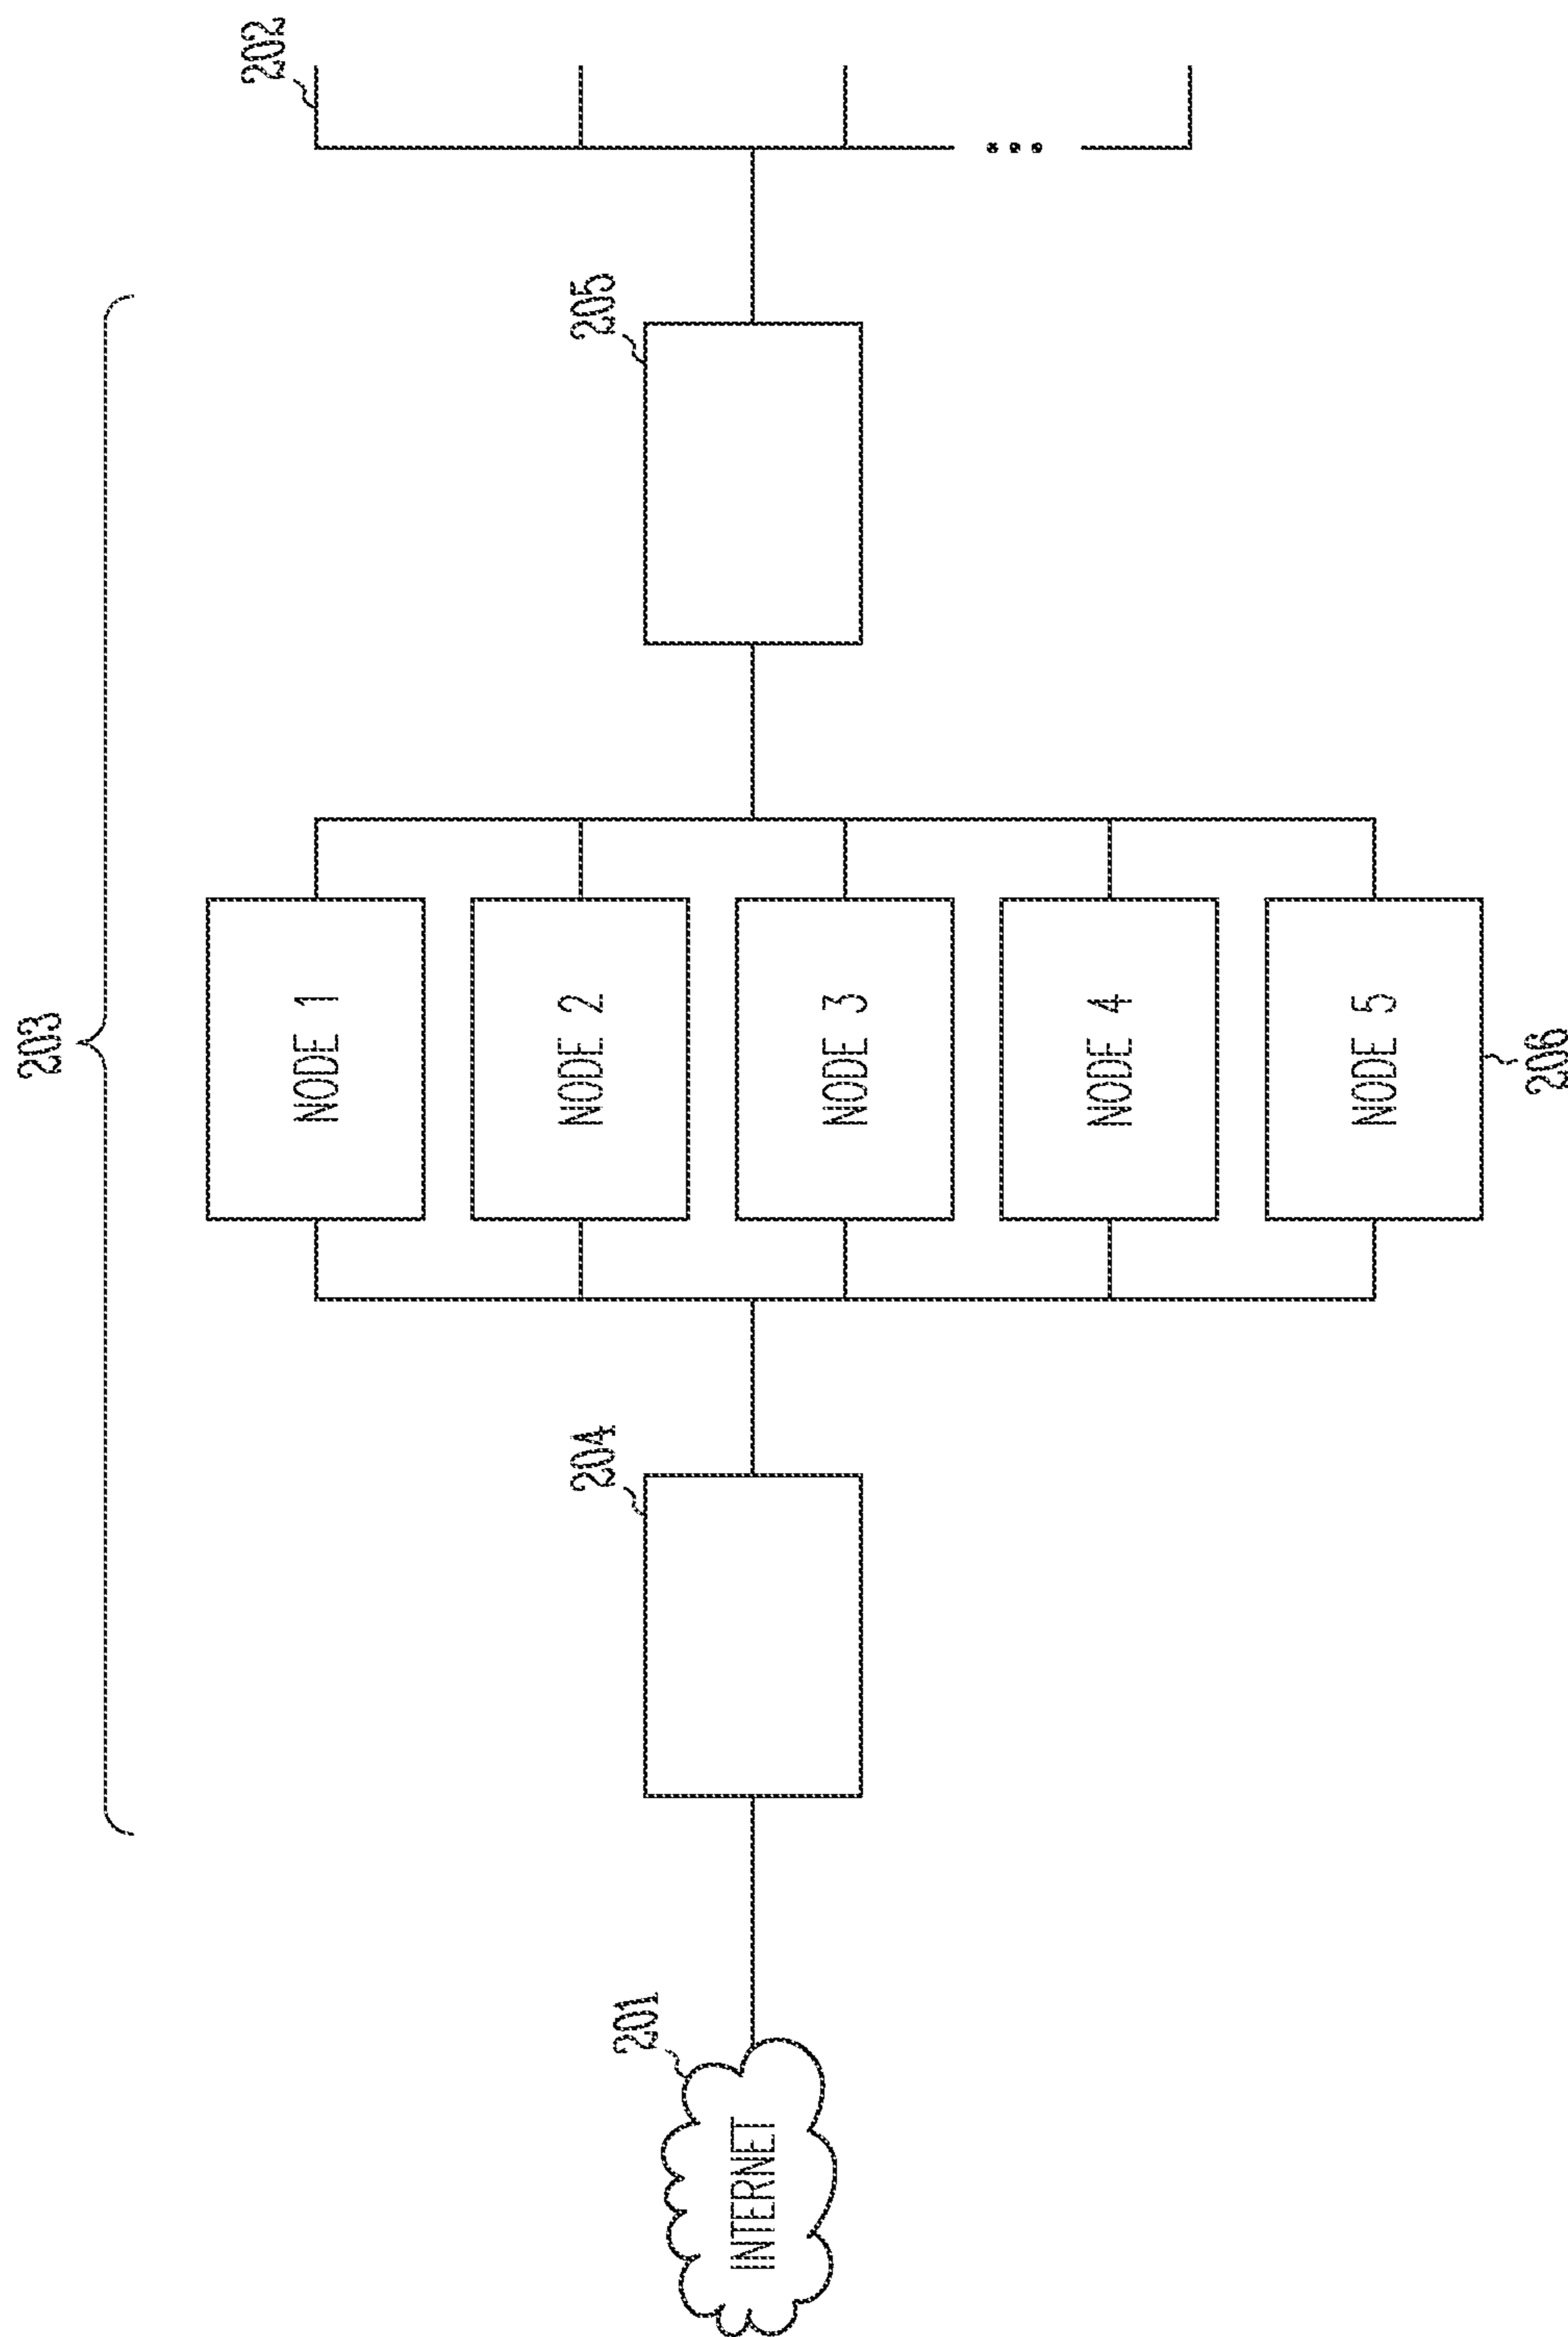 203
202
205
204
201
INTERNET
NODE 1
NODE 2
NODE 3
NODE 4
NODE 5
206